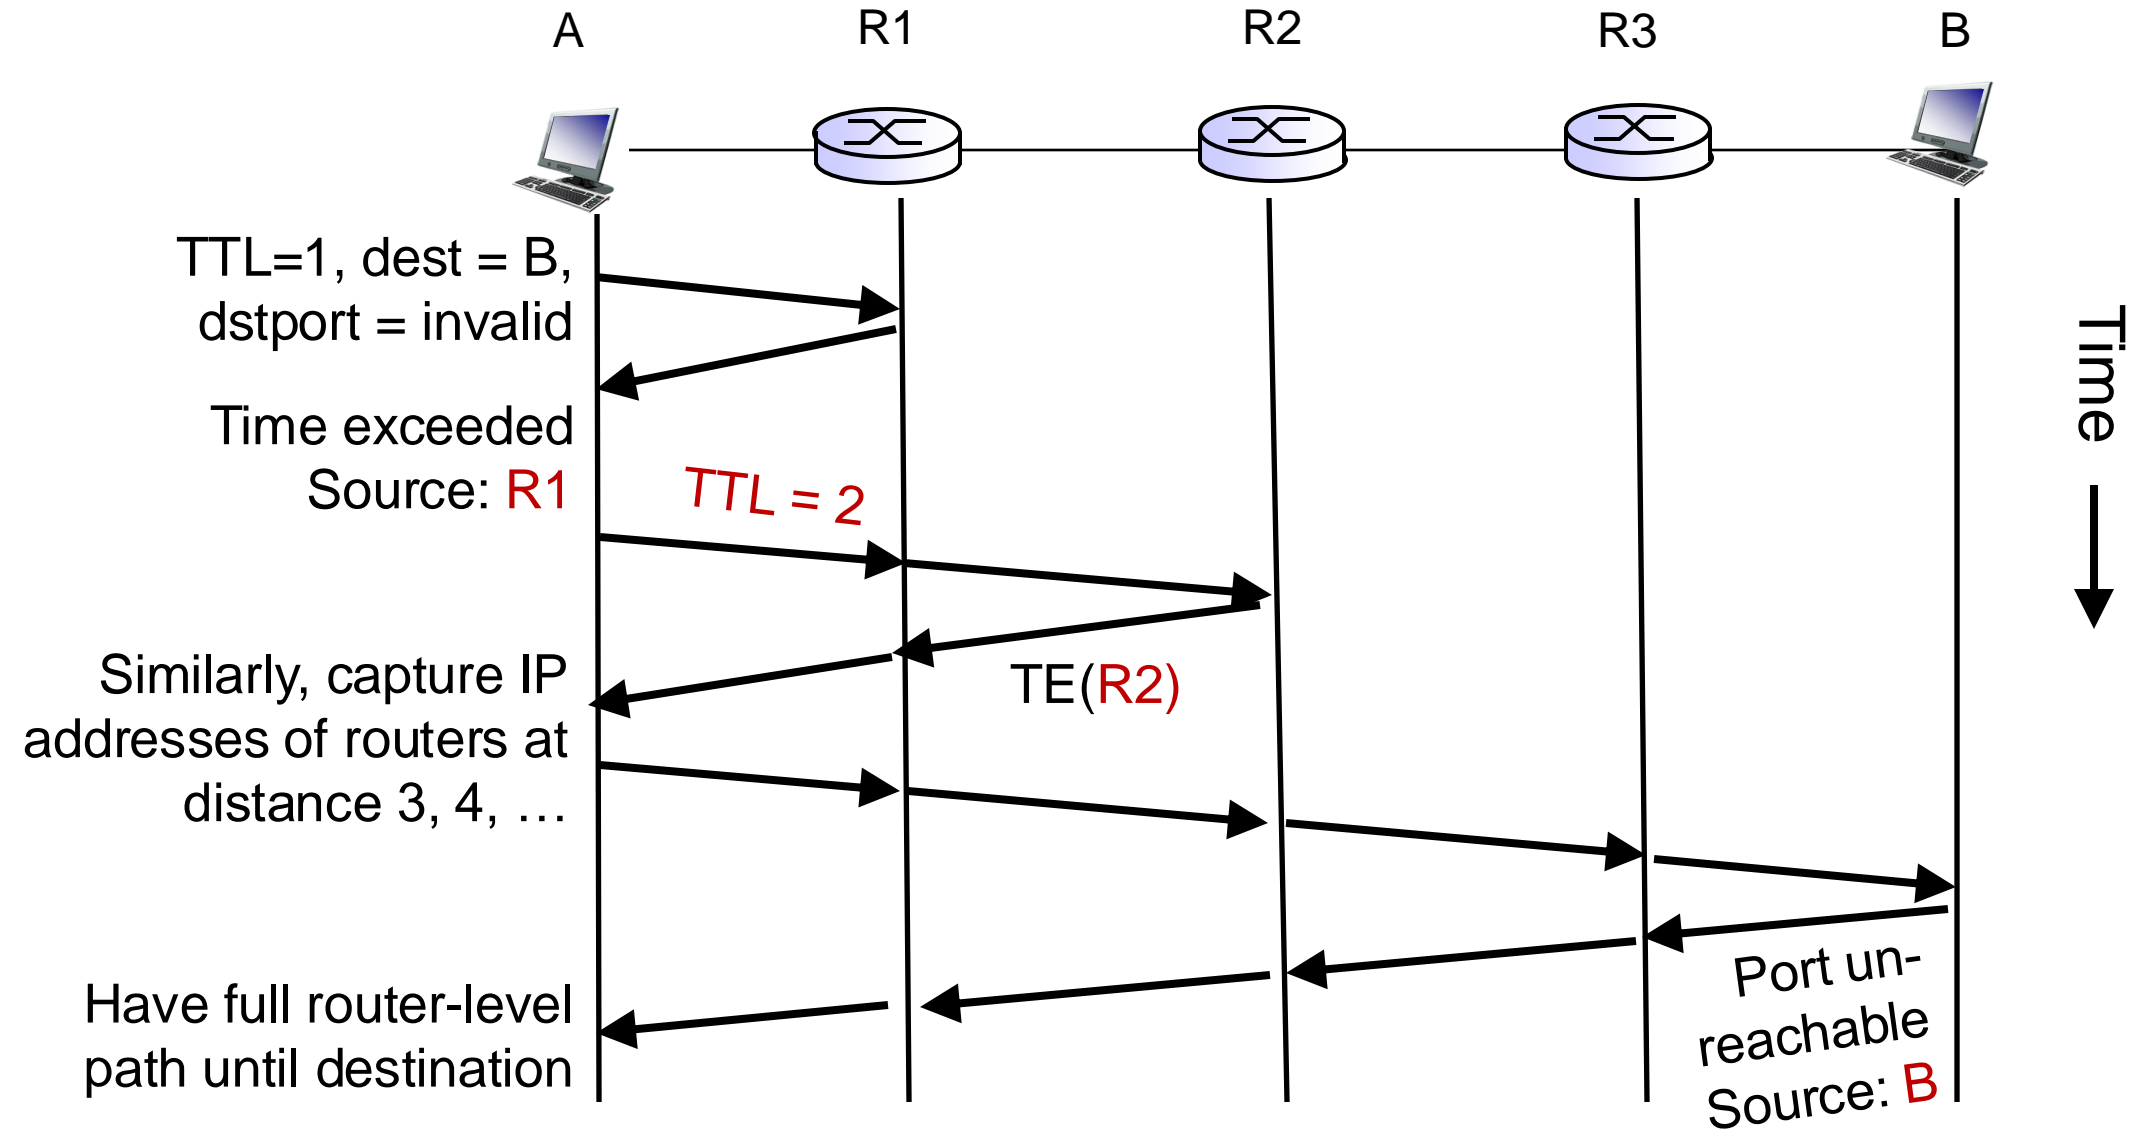 A
R1
R2
R3
B
TTL=1, dest = B,
dstport = invalid
Time
Time exceeded
Source: R1
TTL = 2
Similarly, capture IP
addresses of routers at
distance 3, 4, …
TE(R2)
Have full router-level
path until destination
Port un-
reachable
Source: B